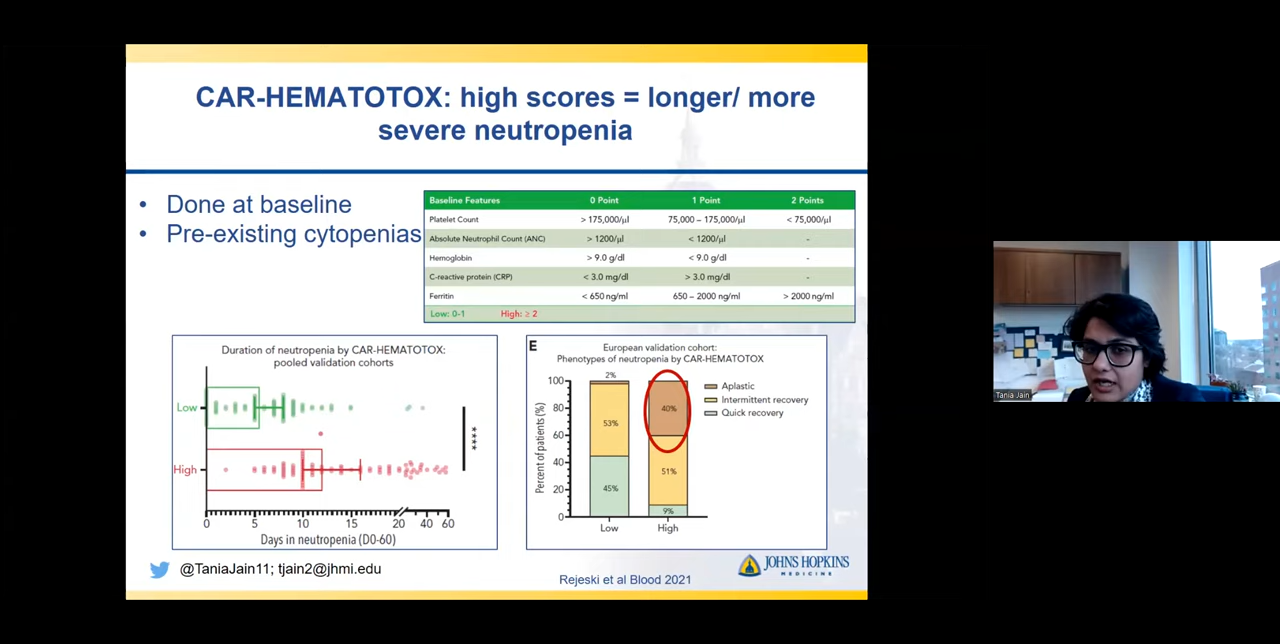 CAR-HEMATOTOX: high scores = longer/ more
severe neutropenia
• Done at baseline
• Pre-existing cytopenias
Baseline Features 0 Point 1 Point 2 Points
Platelet Count > 175,000/µl 75,000 – 175,000/µl < 75,000/µl
Absolute Neutrophil Count (ANC) > 1200/µl < 1200/µl -
Hemoglobin > 9.0 g/dl < 9.0 g/dl -
C-reactive protein (CRP) < 3.0 mg/dl > 3.0 mg/dl -
Ferritin < 650 ng/ml 650 – 2000 ng/ml > 2000 ng/ml
Low: 0-1 High: ≥ 2
Duration of neutropenia by CAR-HEMATOTOX:
pooled validation cohorts
Low
High
****
0 5 10 15 20 40 60
Days in neutropenia (D0-60)
E
European validation cohort:
Phenotypes of neutropenia by CAR-HEMATOTOX
Percent of patients (%)
100
80
60
40
20
0
2%
53%
45%
40%
51%
9%
Low High
Aplastic
Intermittent recovery
Quick recovery
@TaniaJain11; tjain2@jhmi.edu
Rejeski et al Blood 2021
JOHNS HOPKINS
MEDICINE
Tania Jain